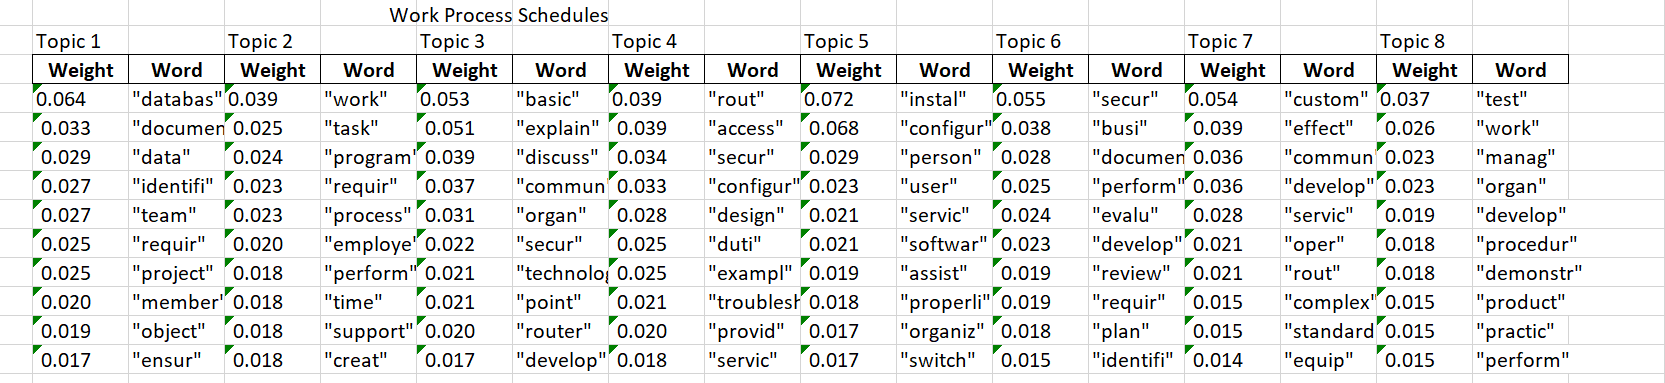 Work Process Schedules
Topic 1 Topic 2 Topic 3 Topic 4 Topic 5 Topic 6 Topic 7 Topic 8
Weight Word Weight Word Weight Word Weight Word Weight Word Weight Word Weight Word Weight Word
0.064 "databas" 0.039 "work" 0.053 "basic" 0.039 "rout" 0.072 "instal" 0.055 "secur" 0.054 "custom" 0.037 "test"
0.033 "documen 0.025 "task" 0.051 "explain" 0.039 "access" 0.068 "configur" 0.038 "busi" 0.039 "effect" 0.026 "work"
0.029 "data" 0.024 "program" 0.039 "discuss" 0.034 "secur" 0.029 "person" 0.028 "documen 0.036 "commun" 0.023 "manag"
0.027 "identifi" 0.023 "requir" 0.037 "commun" 0.033 "configur" 0.023 "user" 0.025 "perform" 0.036 "develop" 0.023 "organ"
0.027 "team" 0.023 "process" 0.031 "organ" 0.028 "design" 0.021 "servic" 0.024 "evalu" 0.028 "servic" 0.019 "develop"
0.025 "requir" 0.020 "employe" 0.022 "secur" 0.025 "duti" 0.021 "softwar" 0.023 "develop" 0.021 "oper" 0.018 "procedur"
0.025 "project" 0.018 "perform" 0.021 "technolog 0.025 "exampl" 0.019 "assist" 0.019 "review" 0.021 "rout" 0.018 "demonstr"
0.020 "member" 0.018 "time" 0.021 "point" 0.021 "troublesh 0.018 "properli" 0.019 "requir" 0.015 "complex" 0.015 "product"
0.019 "object" 0.018 "support" 0.020 "router" 0.020 "provid" 0.017 "organiz" 0.018 "plan" 0.015 "standard 0.015 "practic"
0.017 "ensur" 0.018 "creat" 0.017 "develop" 0.018 "servic" 0.017 "switch" 0.015 "identifi" 0.014 "equip" 0.015 "perform"